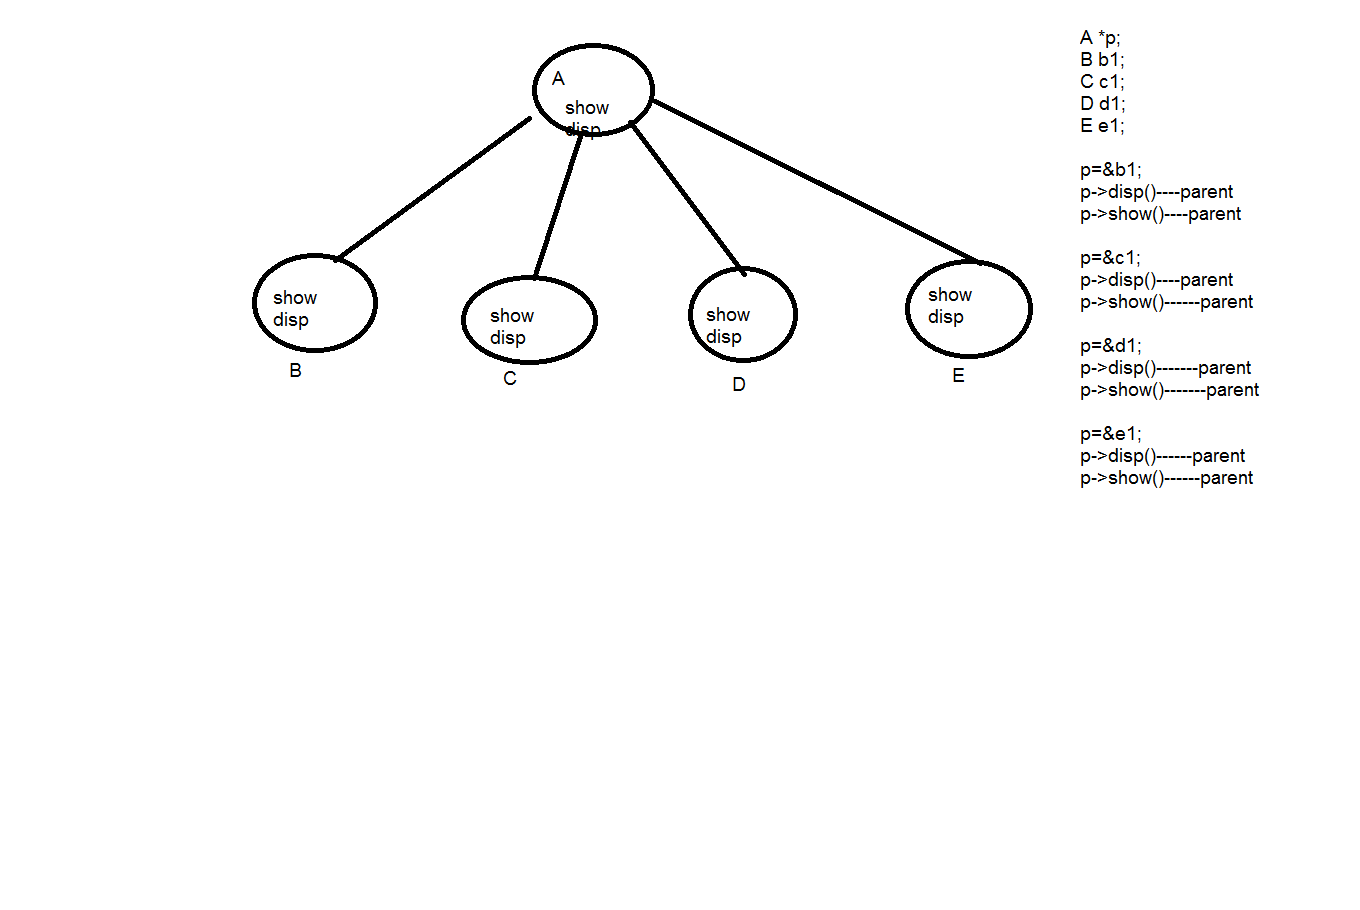 A
show
disp
show
disp
B
show
disp
C
show
disp
D
show
disp
E
A *p;
B b1;
C c1;
D d1;
E e1;
p=&b1;
p->disp()----parent
p->show()----parent
p=&c1;
p->disp()----parent
p->show()------parent
p=&d1;
p->disp()-------parent
p->show()-------parent
p=&e1;
p->disp()------parent
p->show()------parent